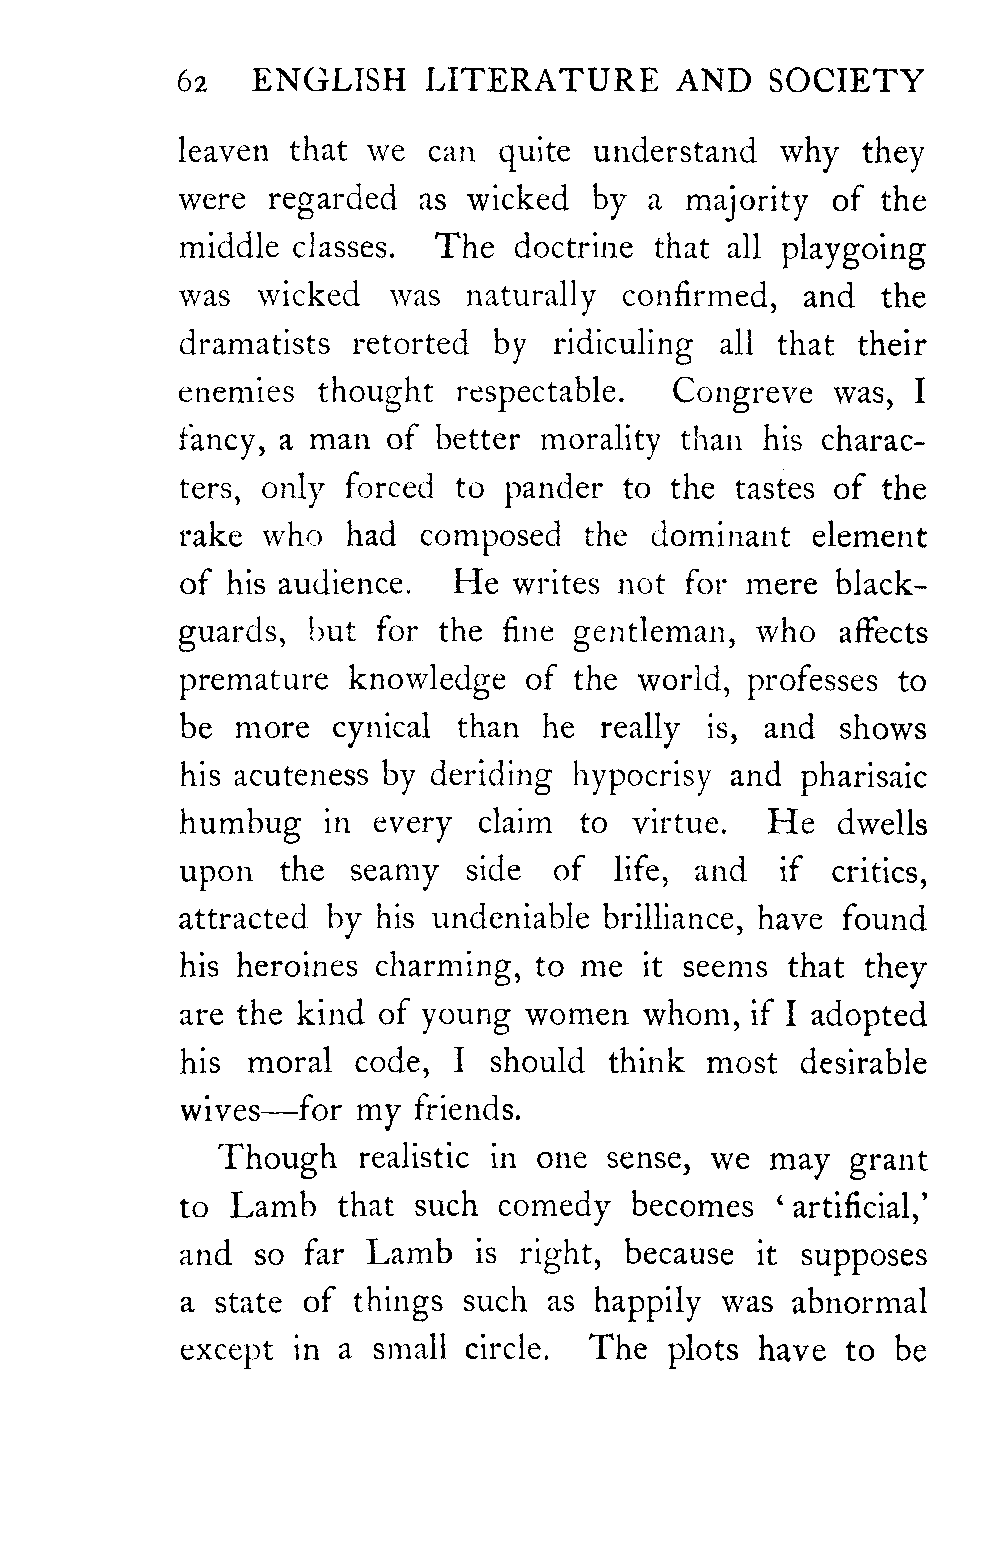 62 ENGLISH LITERATURE AND SOCIETY
leaven that we can quite understand why they
were regarded as wicked by a majority of the
middle classes. The doctrine that all playgoing
was wicked was naturally confirmed, and the
dramatists retorted by ridiculing all that their
enemies thought respectable. Congreve was, I
fancy, a man of better morality than his charac-
ters, only forced to pander to the tastes of the
rake who had composed the dominant element
of his audience. He writes not for mere black-
guards, but for the fine gentleman, who affects
premature knowledge of the world, professes to
be more cynical than he really is, and shows
his acuteness by deriding hypocrisy and pharisaic
humbug in every claim to virtue. He dwells
upon the seamy side of life, and if critics,
attracted by his undeniable brilliance, have found
his heroines charming, to me it seems that they
are the kind of young women whom, if I adopted
his moral code, I should think most desirable
wives—for my friends.
Though realistic in one sense, we may grant
to Lamb that such comedy becomes ‘artificial,’
and so far Lamb is right, because it supposes
a state of things such as happily was abnormal
except in a small circle. The plots have to be